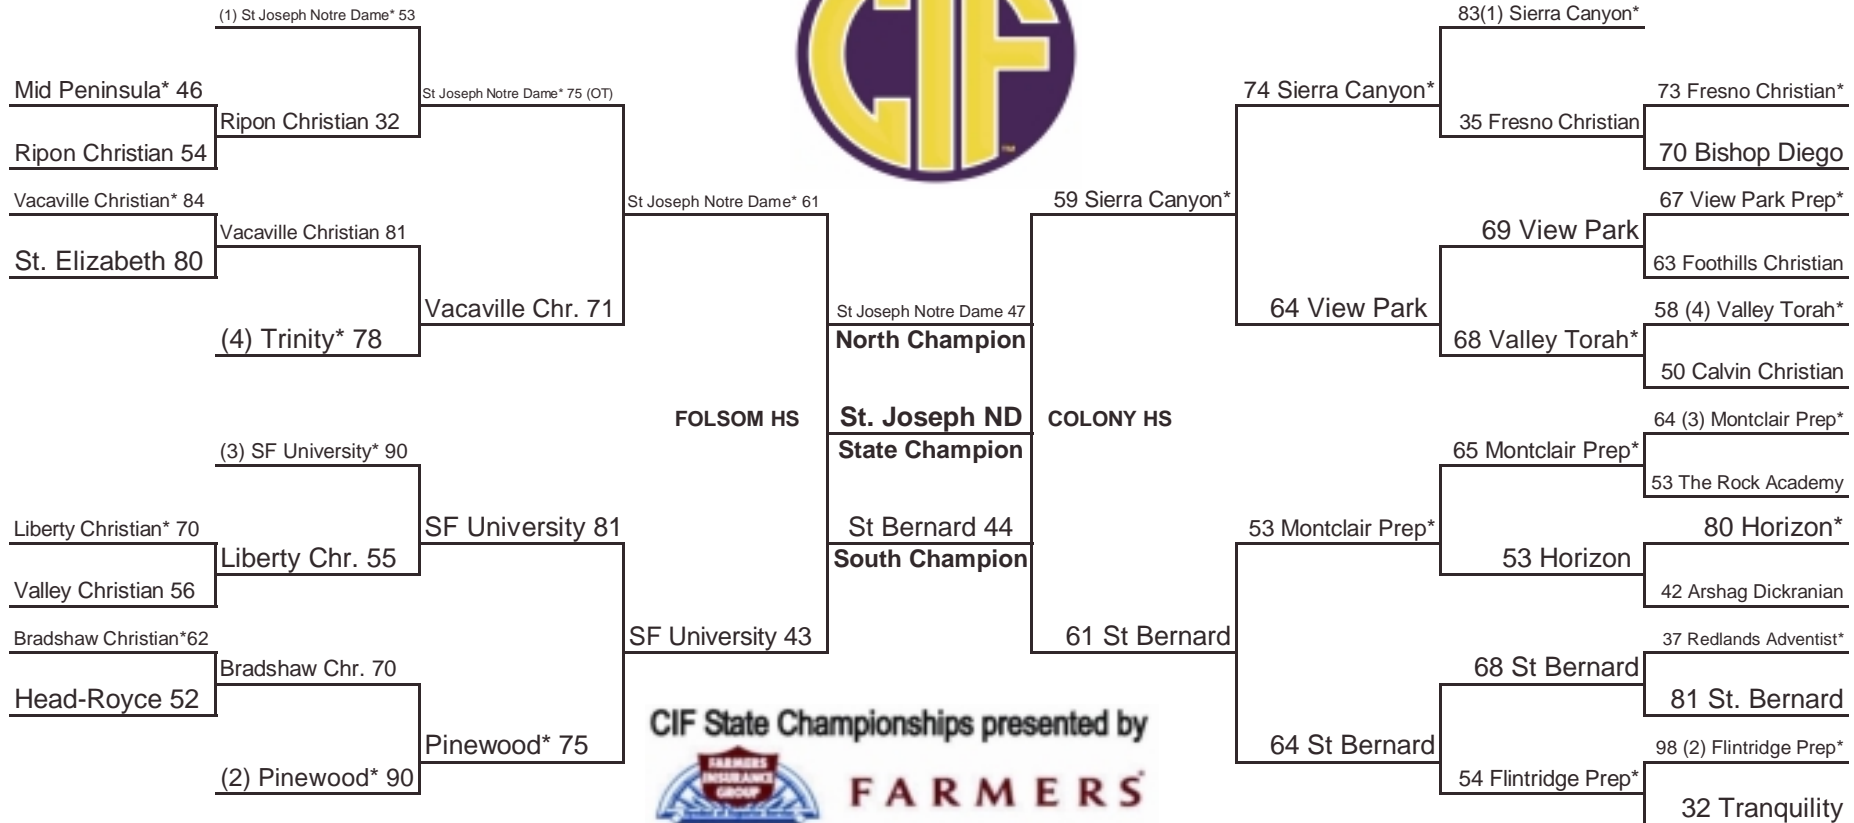 (1) St Joseph Notre Dame* 53
Mid Peninsula* 46
Ripon Christian 32
Ripon Christian 54
St Joseph Notre Dame* 75 (OT)
Vacaville Christian* 84
Vacaville Christian 81
St. Elizabeth 80
(4) Trinity* 78
Vacaville Chr. 71
St Joseph Notre Dame* 61
(3) SF University* 90
Liberty Christian* 70
Liberty Chr. 55
Valley Christian 56
SF University 81
Bradshaw Christian*62
Bradshaw Chr. 70
Head-Royce 52
(2) Pinewood* 90
Pinewood* 75
SF University 43
CIF
TM
St Joseph Notre Dame 47
North Champion
FOLSOM HS
St. Joseph ND
COLONY HS
State Champion
St Bernard 44
South Champion
CIF State Championships presented by
FARMERS
INSURANCE
GROUP
FARMERS
59 Sierra Canyon*
61 St Bernard
74 Sierra Canyon*
64 View Park
53 Montclair Prep*
64 St Bernard
83(1) Sierra Canyon*
35 Fresno Christian
69 View Park
68 Valley Torah*
65 Montclair Prep*
53 Horizon
68 St Bernard
54 Flintridge Prep*
73 Fresno Christian*
70 Bishop Diego
67 View Park Prep*
63 Foothills Christian
58 (4) Valley Torah*
50 Calvin Christian
64 (3) Montclair Prep*
53 The Rock Academy
80 Horizon*
42 Arshag Dickranian
37 Redlands Adventist*
81 St. Bernard
98 (2) Flintridge Prep*
32 Tranquility